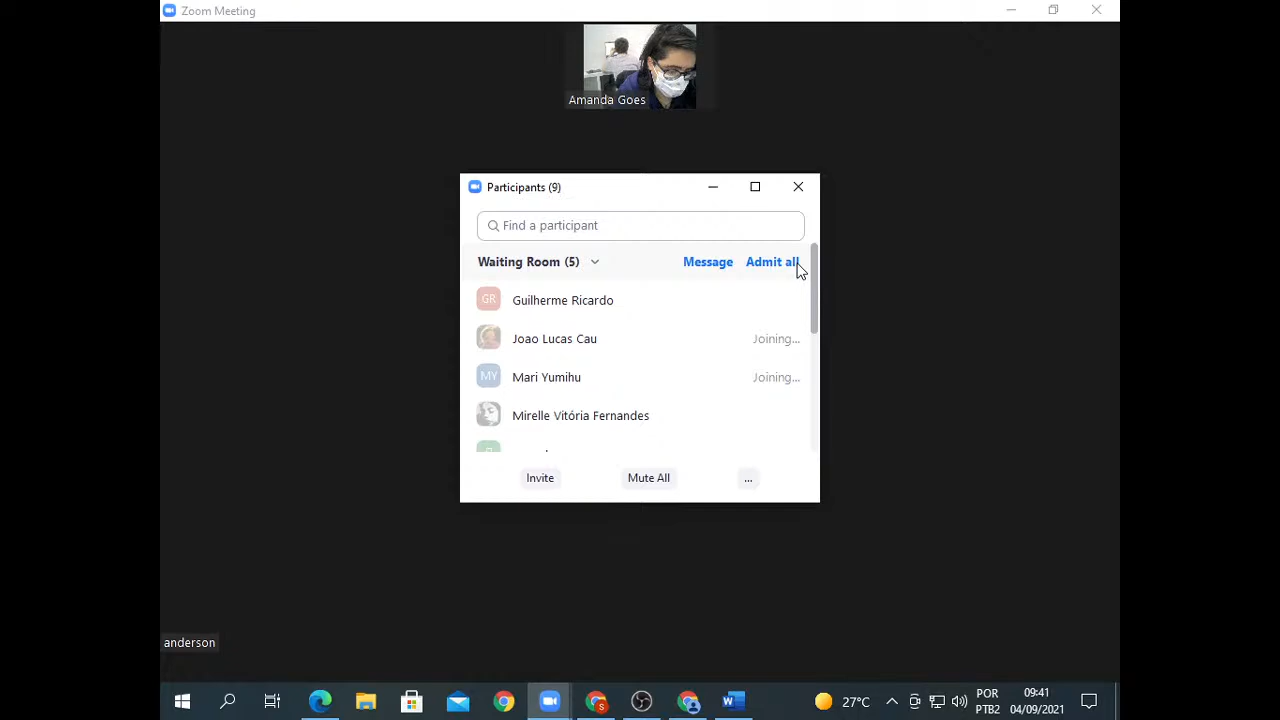 Zoom Meeting
Amanda Goes
Participants (9)
Find a participant
Waiting Room (5) Message Admit all
GR Guilherme Ricardo
Joao Lucas Cau Joining...
MY Mari Yumihu Joining...
Mirelle Vitória Fernandes
Invite Mute All ...
anderson
27°C POR 09:41
PTB2 04/09/2021